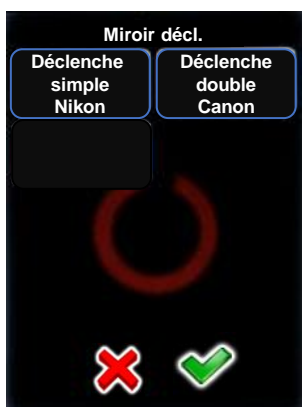 Miroir décl.
Déclenche
simple
Nikon
Déclenche
double
Canon